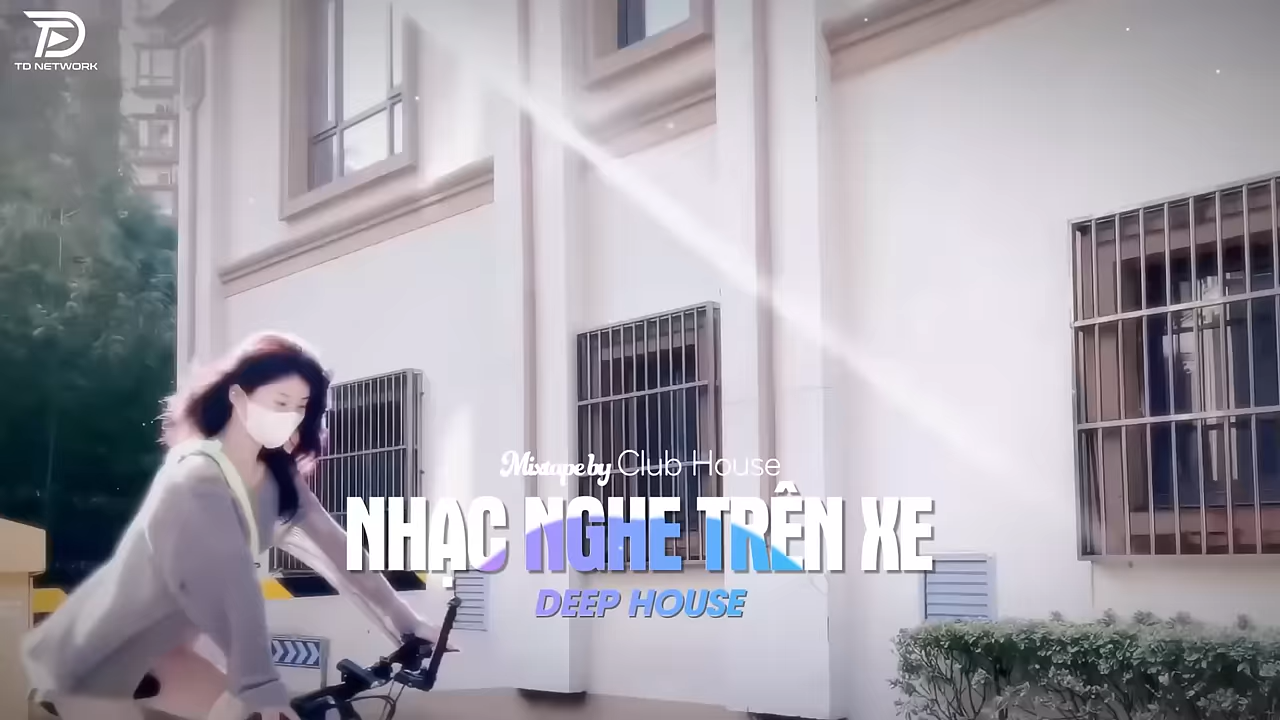 TD NETWORK
Mixtape by Club House
NHẠC NGHE TRÊN XE
DEEP HOUSE